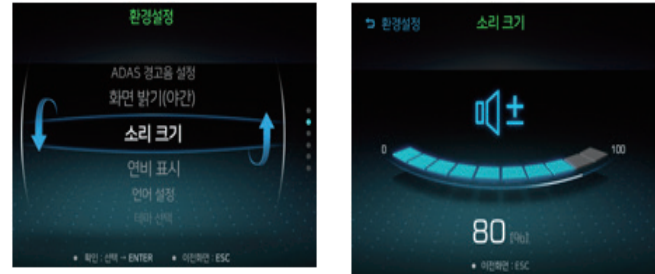 환경설정
ADAS 경고음 설정
화면 밝기(야간)
소리 크기
연비 표시
언어 설정
테마 선택
• 확인 : 선택 → ENTER • 이전화면 : ESC
환경설정
소리 크기
0
100
80 [%]
• 이전화면 : ESC